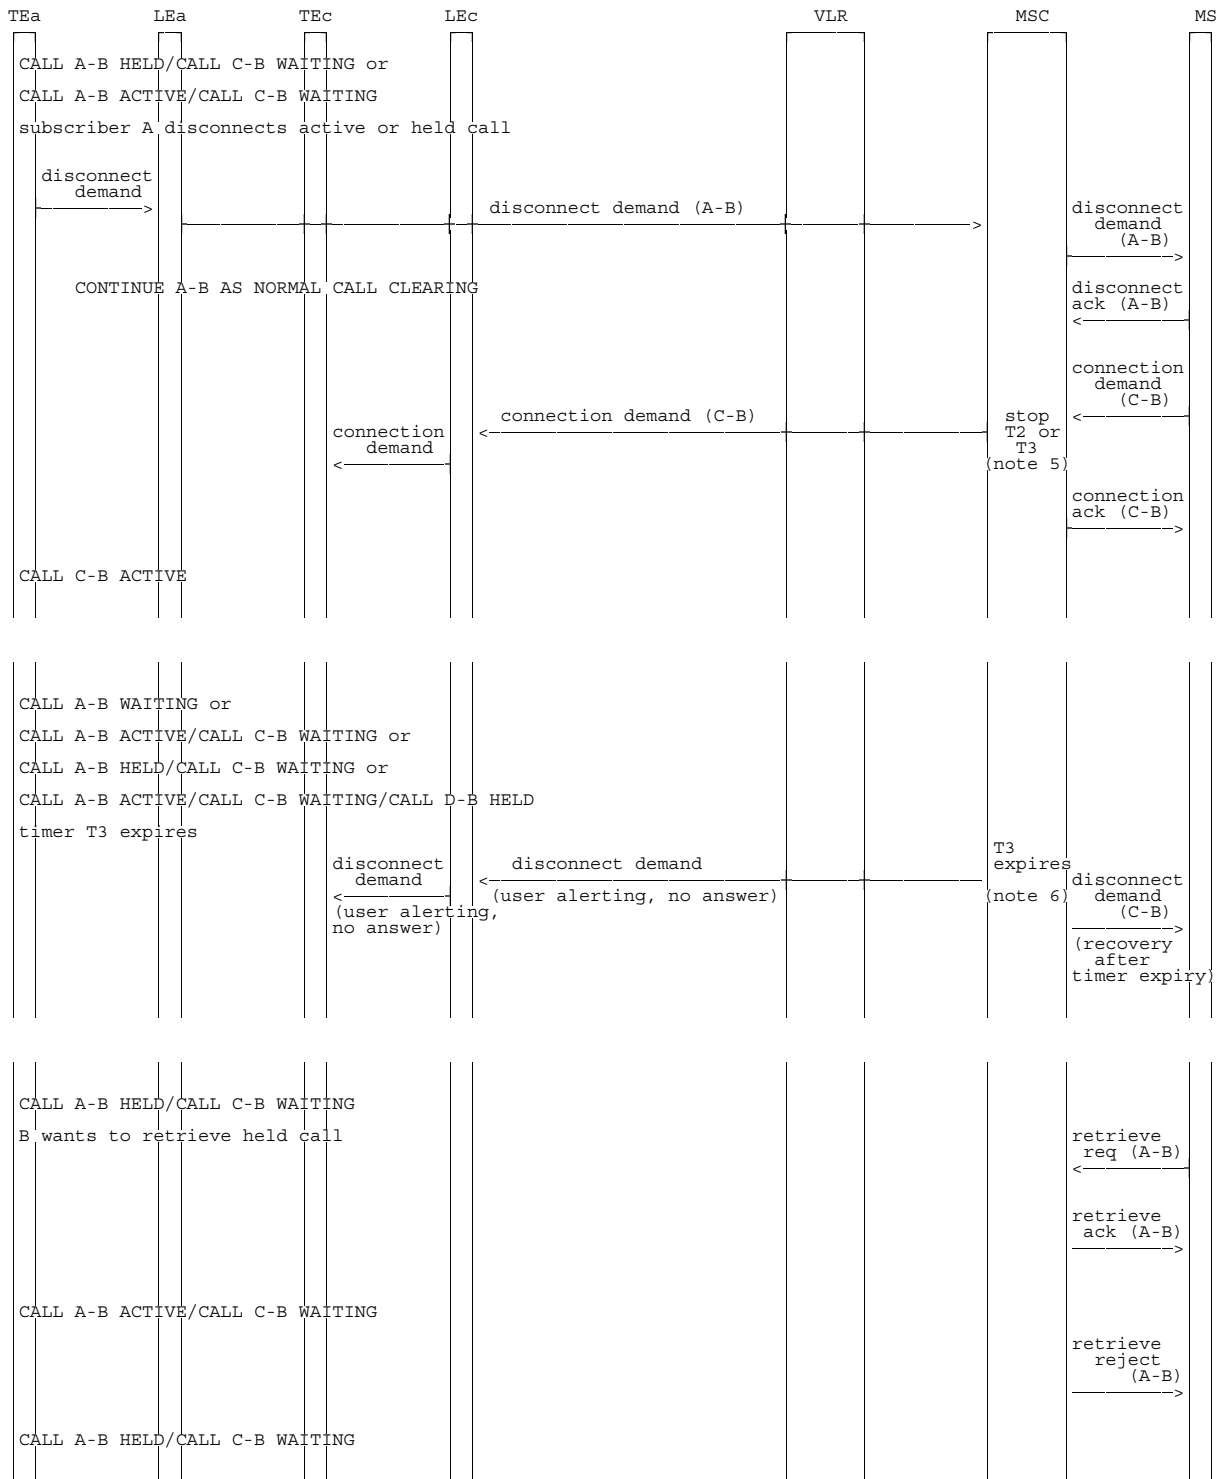 TEa LEa TEc LEc VLR MSC MS
CALL A-B HELD/CALL C-B WAITING or
CALL A-B ACTIVE/CALL C-B WAITING
subscriber A disconnects active or held call
disconnect
demand
disconnect demand (A-B)
disconnect
demand
(A-B)
CONTINUE A-B AS NORMAL CALL CLEARING
disconnect
ack (A-B)
connection
demand
(C-B)
connection demand (C-B)
stop
T2 or
T3
(note 5)
connection
demand
connection
ack (C-B)
CALL C-B ACTIVE
CALL A-B WAITING or
CALL A-B ACTIVE/CALL C-B WAITING or
CALL A-B HELD/CALL C-B WAITING or
CALL A-B ACTIVE/CALL C-B WAITING/CALL D-B HELD
timer T3 expires
T3
expires
(note 6)
disconnect demand
(user alerting, no answer)
disconnect
demand
(user alerting,
no answer)
disconnect
demand
(C-B)
(recovery
after
timer expiry)
CALL A-B HELD/CALL C-B WAITING
B wants to retrieve held call
retrieve
req (A-B)
retrieve
ack (A-B)
CALL A-B ACTIVE/CALL C-B WAITING
retrieve
reject
(A-B)
CALL A-B HELD/CALL C-B WAITING